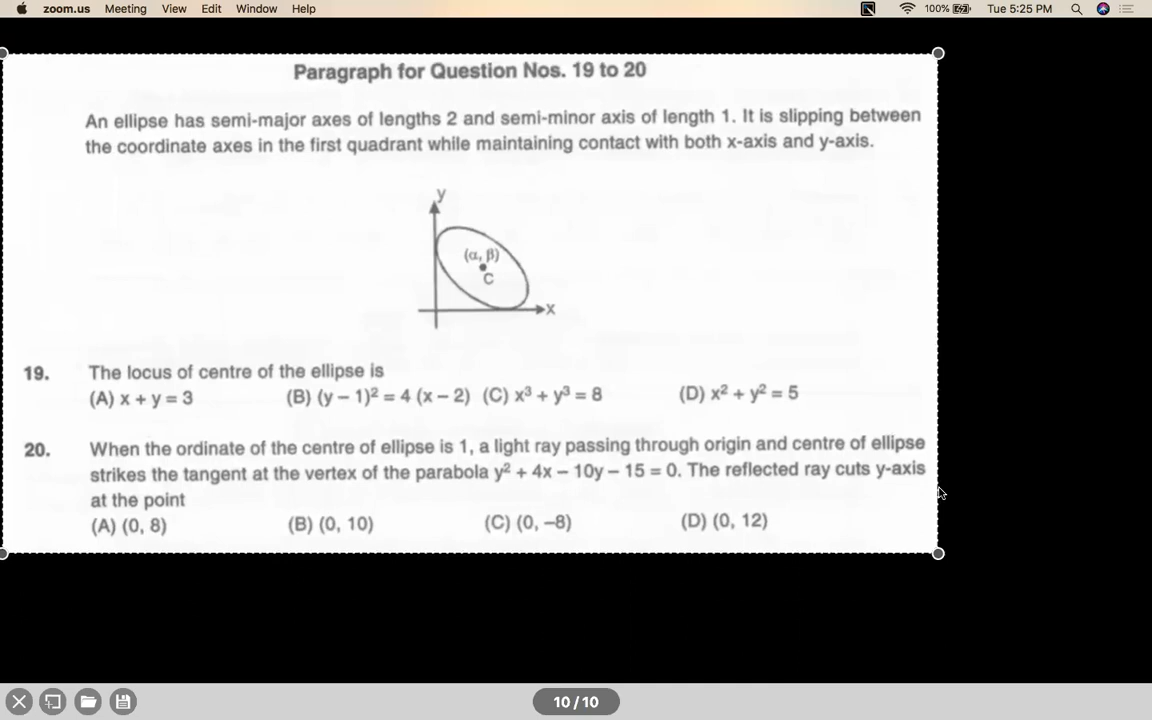 zoom.us Meeting View Edit Window Help 100% Tue 5:25 PM
Paragraph for Question Nos. 19 to 20
An ellipse has semi-major axes of lengths 2 and semi-minor axis of length 1. It is slipping between
the coordinate axes in the first quadrant while maintaining contact with both x-axis and y-axis.
y
(α, β)
C
x
19. The locus of centre of the ellipse is
(A) x + y = 3 (B) (y – 1)² = 4 (x – 2) (C) x³ + y³ = 8 (D) x² + y² = 5
20. When the ordinate of the centre of ellipse is 1, a light ray passing through origin and centre of ellipse
strikes the tangent at the vertex of the parabola y² + 4x – 10y – 15 = 0. The reflected ray cuts y-axis
at the point
(A) (0, 8) (B) (0, 10) (C) (0, –8) (D) (0, 12)
10 / 10